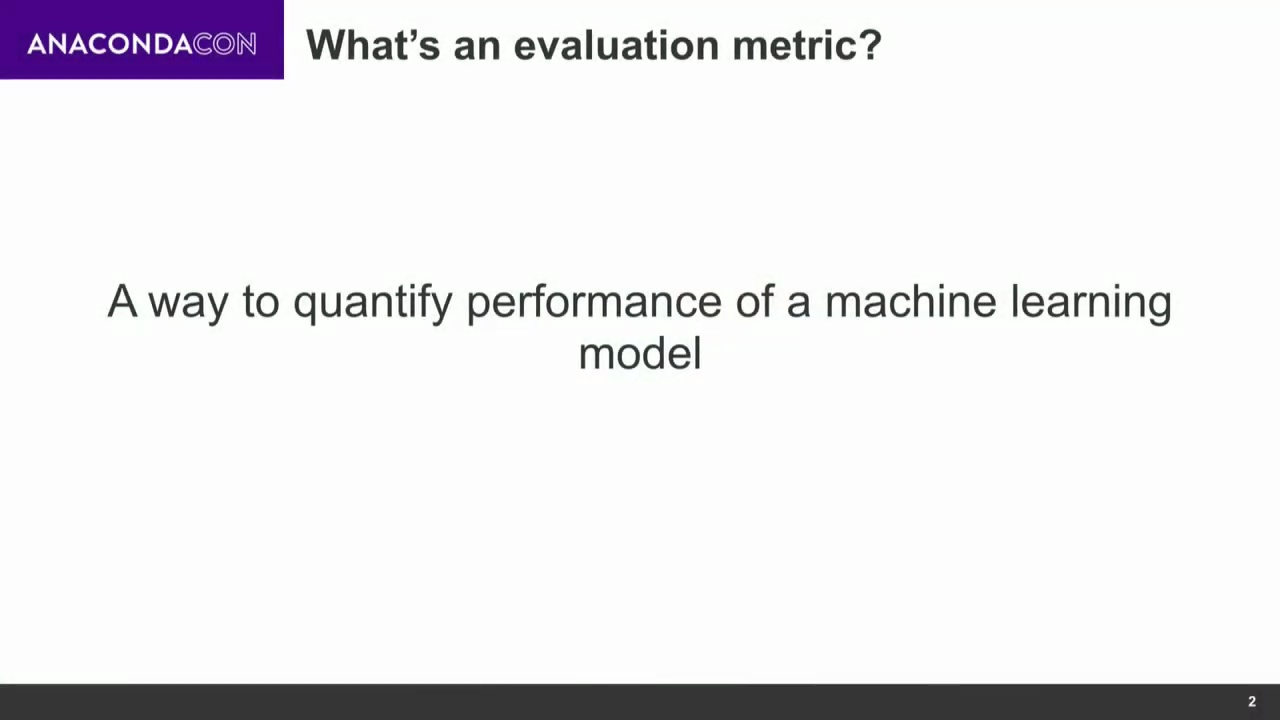 ANACONDACON
What's an evaluation metric?
A way to quantify performance of a machine learning
model
2